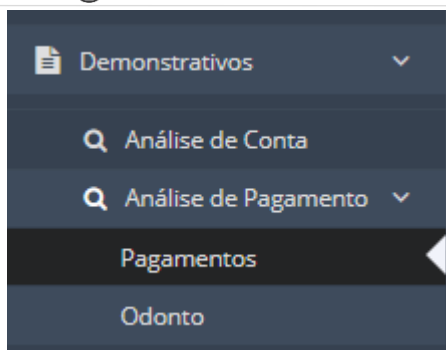 Demonstrativos
Análise de Conta
Análise de Pagamento
Pagamentos
Odonto